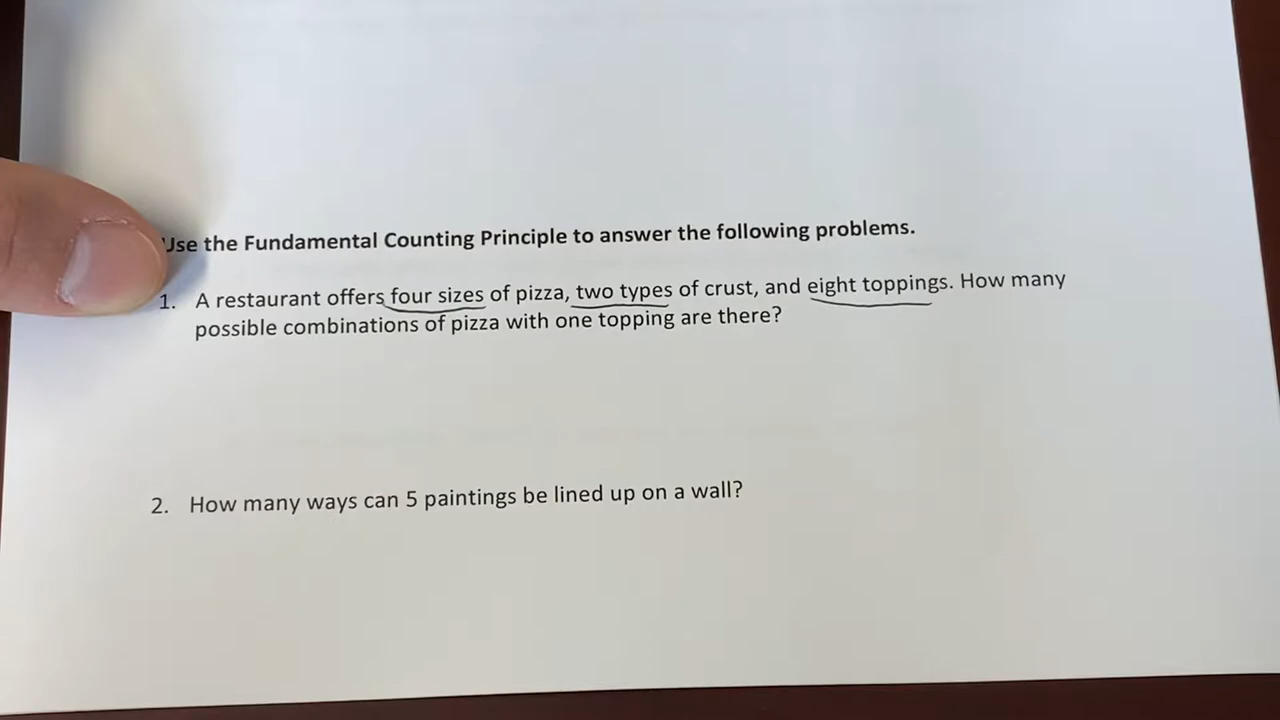 Use the Fundamental Counting Principle to answer the following problems.
1. A restaurant offers four sizes of pizza, two types of crust, and eight toppings. How many
possible combinations of pizza with one topping are there?
2. How many ways can 5 paintings be lined up on a wall?